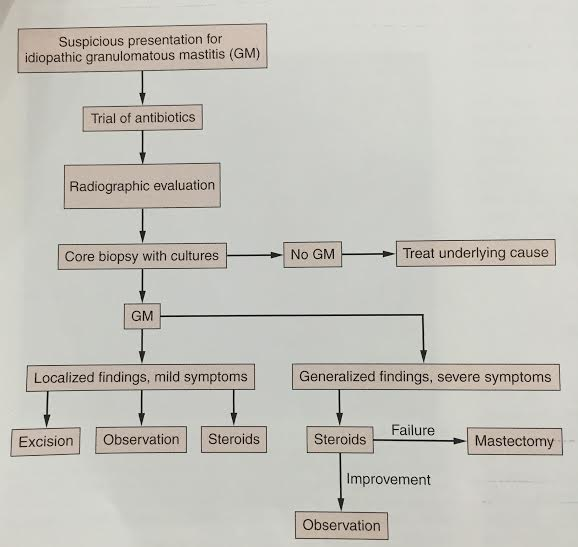 Suspicious presentation for
idiopathic granulomatous mastitis (GM)
Trial of antibiotics
Radiographic evaluation
Core biopsy with cultures
No GM
Treat underlying cause
GM
Localized findings, mild symptoms
Generalized findings, severe symptoms
Excision
Observation
Steroids
Steroids
Failure
Mastectomy
Improvement
Observation